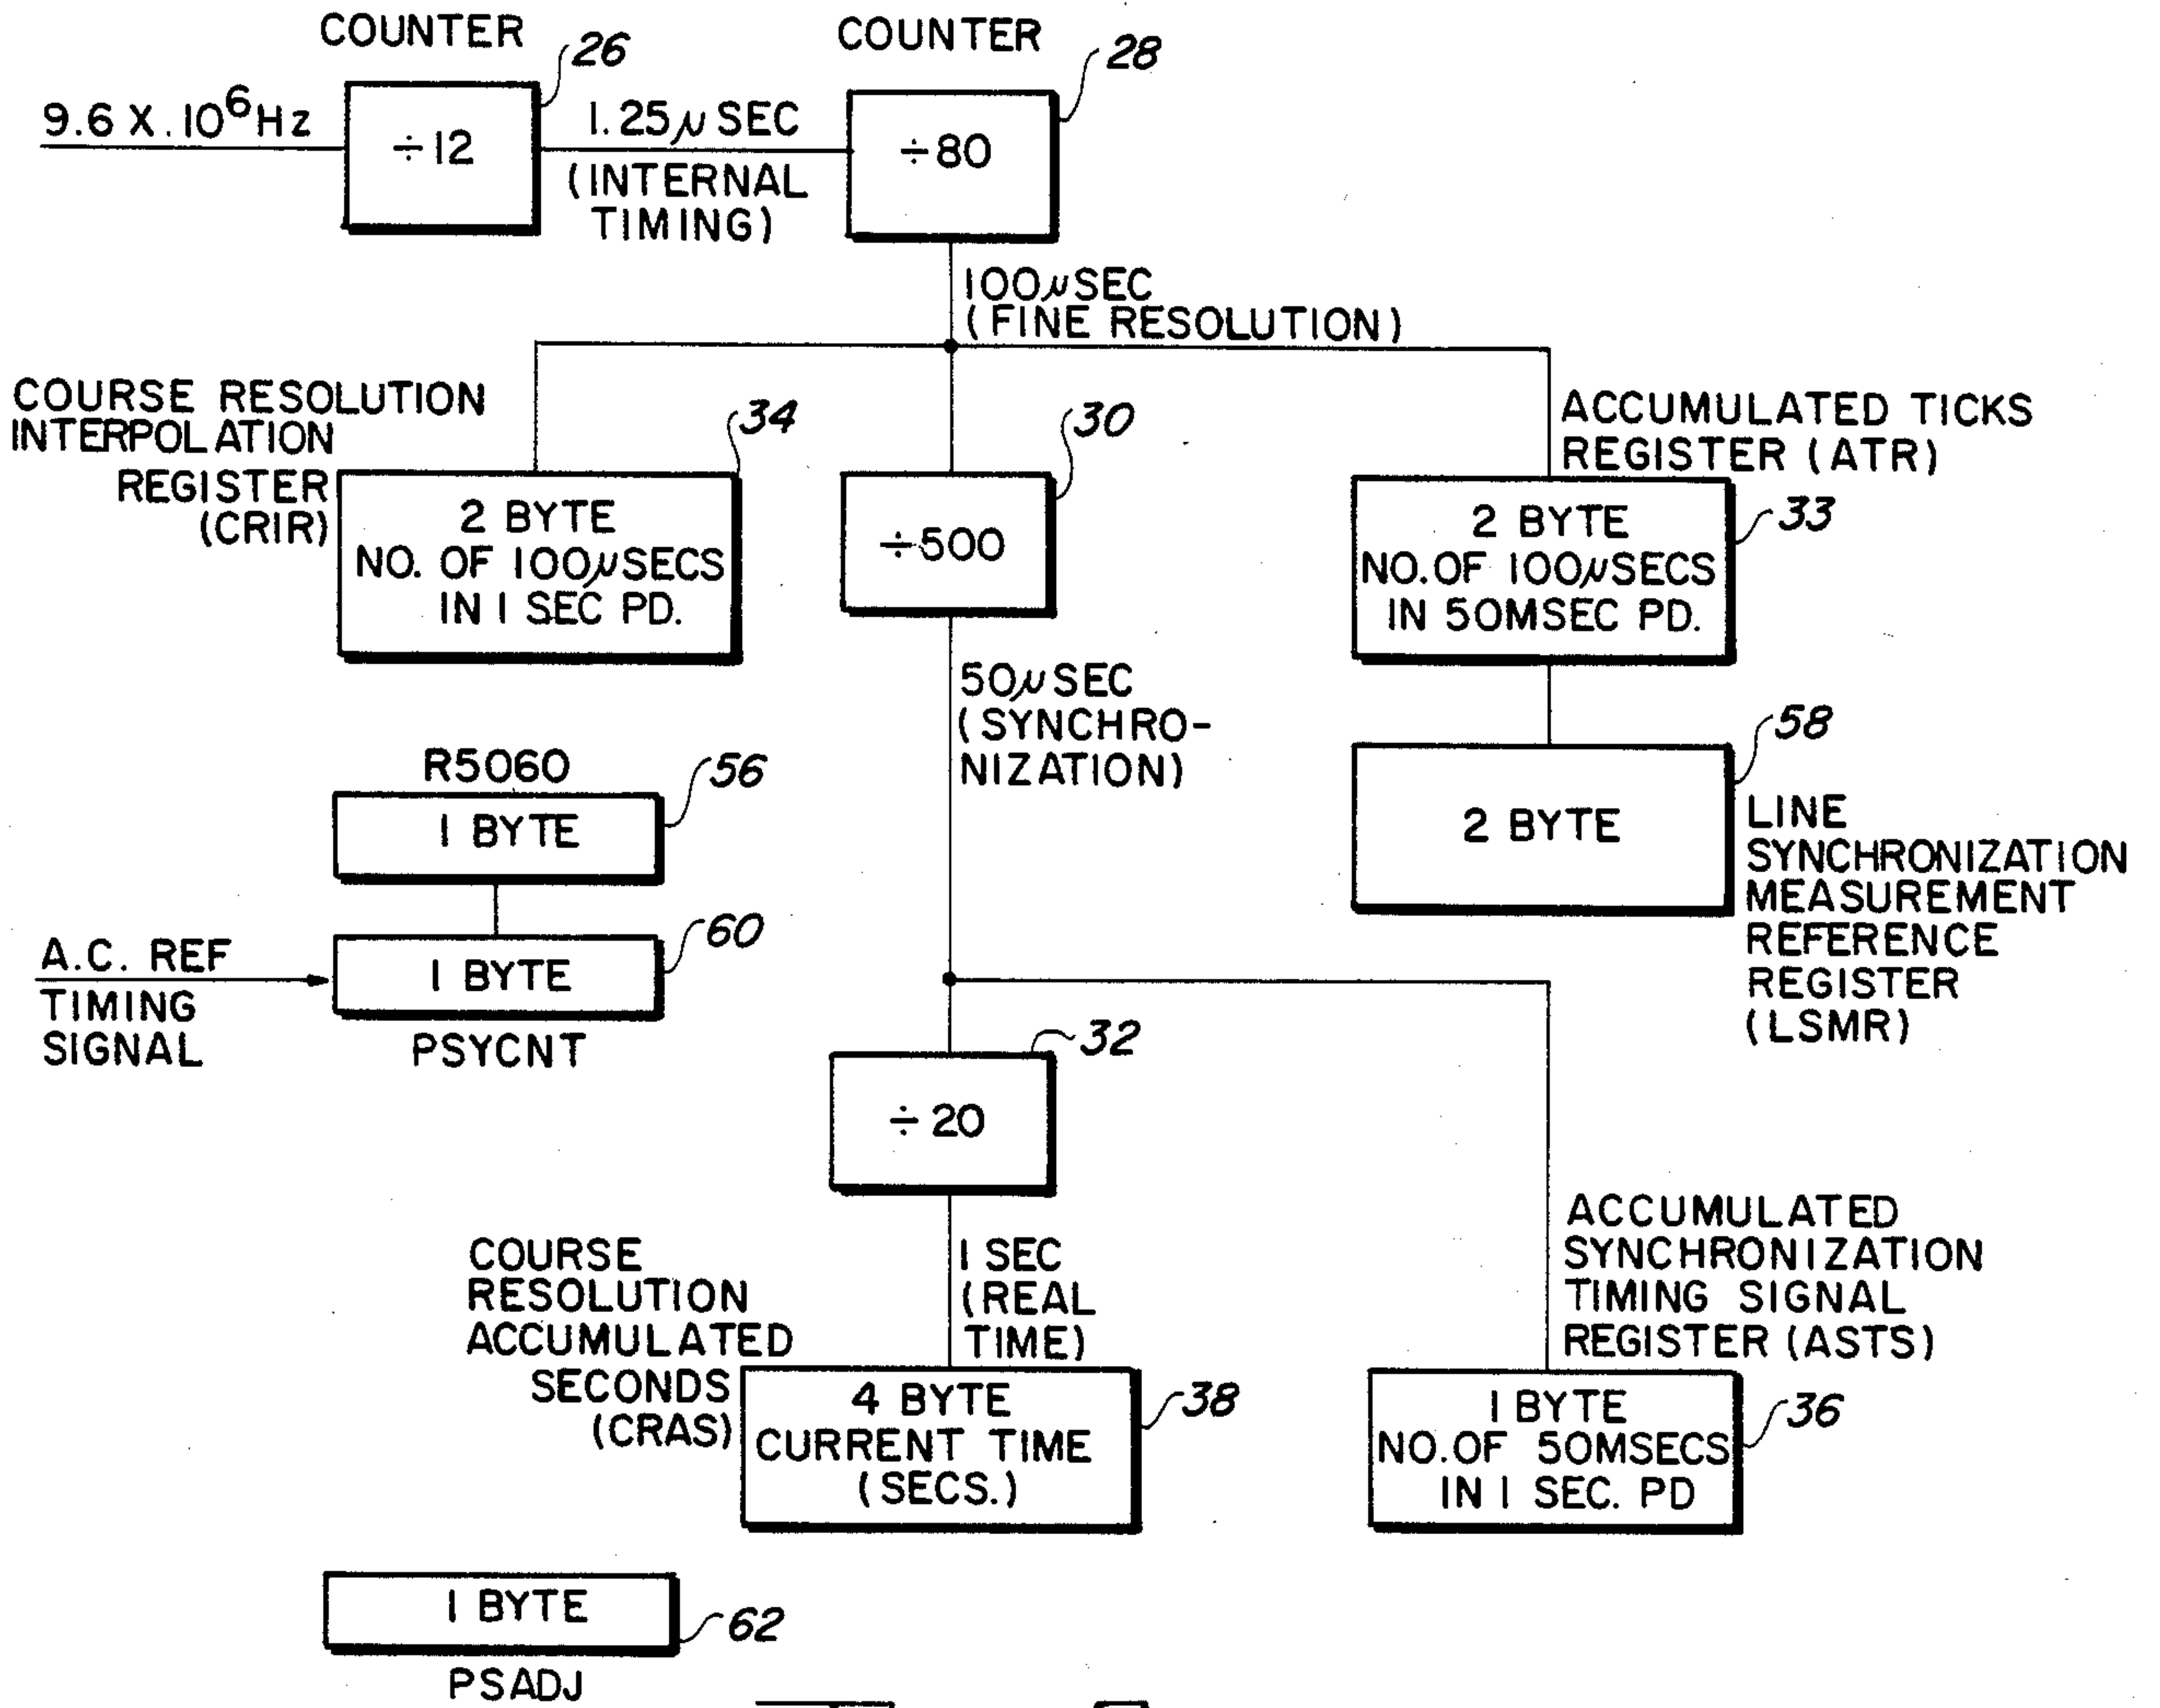 COUNTER
26
9.6 X.10⁶Hz
÷12
1.25μ SEC
(INTERNAL
TIMING)
COUNTER
28
÷80
100μSEC
(FINE RESOLUTION)
COURSE RESOLUTION
INTERPOLATION
REGISTER
(CRIR)
34
2 BYTE
NO. OF 100μSECS
IN 1 SEC PD.
30
÷500
ACCUMULATED TICKS
REGISTER (ATR)
33
2 BYTE
NO.OF 100μSECS
IN 50MSEC PD.
50μSEC
(SYNCHRO-
NIZATION)
58
2 BYTE
LINE
SYNCHRONIZATION
MEASUREMENT
REFERENCE
REGISTER
(LSMR)
R5060
56
1 BYTE
60
A.C. REF
TIMING
SIGNAL
1 BYTE
PSYCNT
32
÷20
1 SEC
(REAL
TIME)
COURSE
RESOLUTION
ACCUMULATED
SECONDS
(CRAS)
38
4 BYTE
CURRENT TIME
(SECS.)
ACCUMULATED
SYNCHRONIZATION
TIMING SIGNAL
REGISTER (ASTS)
36
1 BYTE
NO.OF 50MSECS
IN 1 SEC. PD
1 BYTE
62
PSADJ